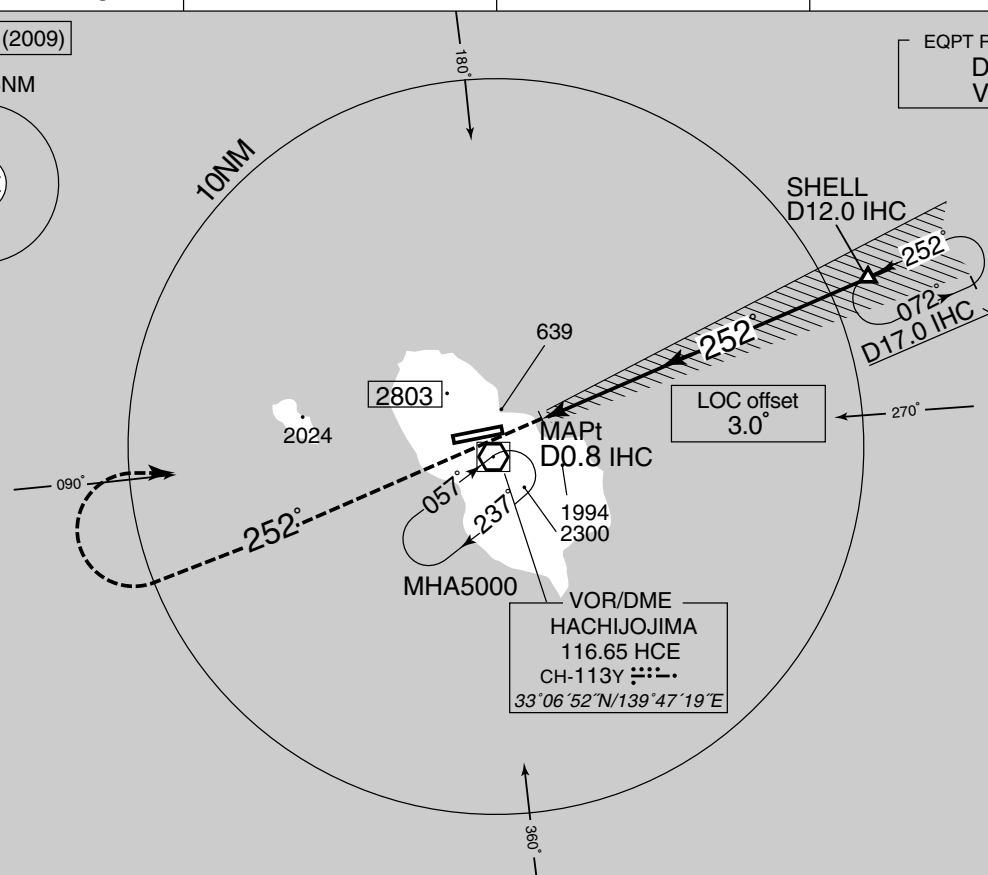 (2009)
NM
180°
EQPT
D
V
10NM
SHELL
D12.0 IHC
252°
072°
D17.0 IHC
252°
639
2803
LOC offset
3.0°
270°
2024
MAPt
D0.8 IHC
090°
057°
237°
252°
1994
2300
MHA5000
VOR/DME
HACHIJOJIMA
116.65 HCE
CH-113Y
33°06´52˝N/139°47´19˝E
360°